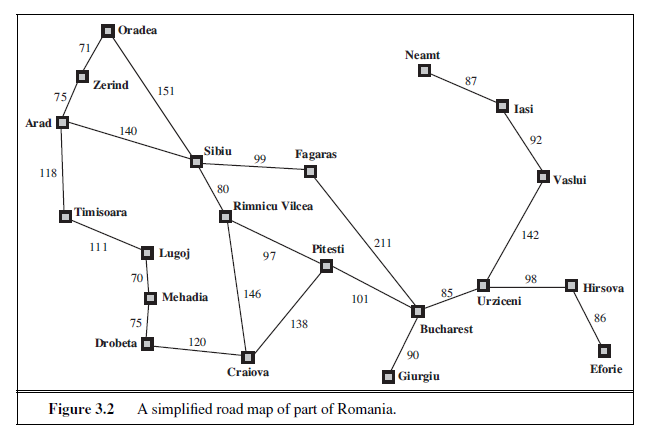 Oradea
71
Neamt
Zerind
87
151
75
Iasi
Arad
140
92
Sibiu
99
Fagaras
118
Vaslui
80
Timisoara
Rimnicu Vilcea
142
111
Lugoj
97
Pitesti
211
70
98
Mehadia
146
101
85
Hirsova
Urziceni
75
138
86
Bucharest
Drobeta
120
90
Craiova
Giurgiu
Eforie
Figure 3.2 A simplified road map of part of Romania.